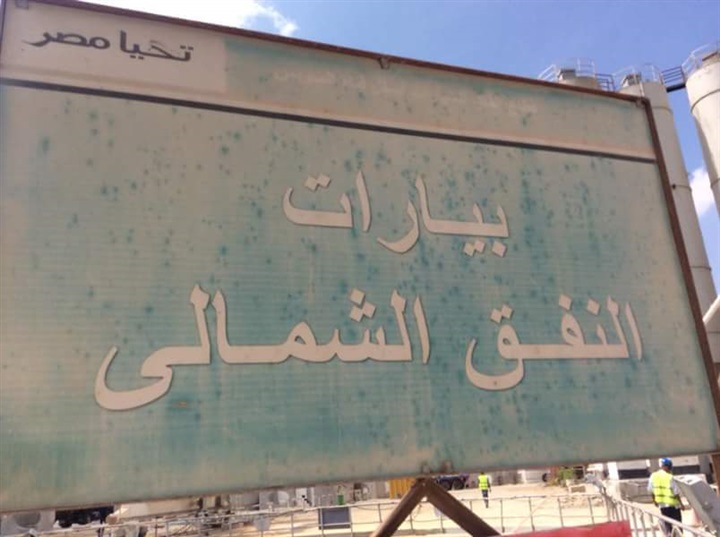 تحيا مصر
بيارات
النفق الشمالى